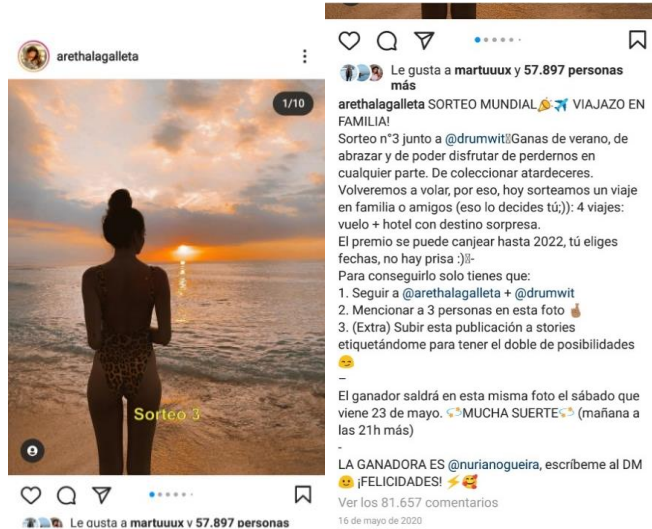 arethalagalleta
1/10
Sorteo 3
Le gusta a martuuux y 57.897 personas
Le gusta a martuuux y 57.897 personas
más
arethalagalleta SORTEO MUNDIAL🎉✈️ VIAJAZO EN
FAMILIA!
Sorteo n°3 junto a @drumwit Ganas de verano, de
abrazar y de poder disfrutar de perdernos en
cualquier parte. De coleccionar atardeceres.
Volveremos a volar, por eso, hoy sorteamos un viaje
en familia o amigos (eso lo decides tú;)): 4 viajes:
vuelo + hotel con destino sorpresa.
El premio se puede canjear hasta 2022, tú eliges
fechas, no hay prisa :) -
Para conseguirlo solo tienes que:
1. Seguir a @arethalagalleta + @drumwit
2. Mencionar a 3 personas en esta foto 🤞🏽
3. (Extra) Subir esta publicación a stories
etiquetándome para tener el doble de posibilidades
😏
–
El ganador saldrá en esta misma foto el sábado que
viene 23 de mayo. 💫MUCHA SUERTE💫 (mañana a
las 21h más)
-
LA GANADORA ES @nurianogueira, escríbeme al DM
🙂 ¡FELICIDADES! ⚡🥰
Ver los 81.657 comentarios
16 de mayo de 2020